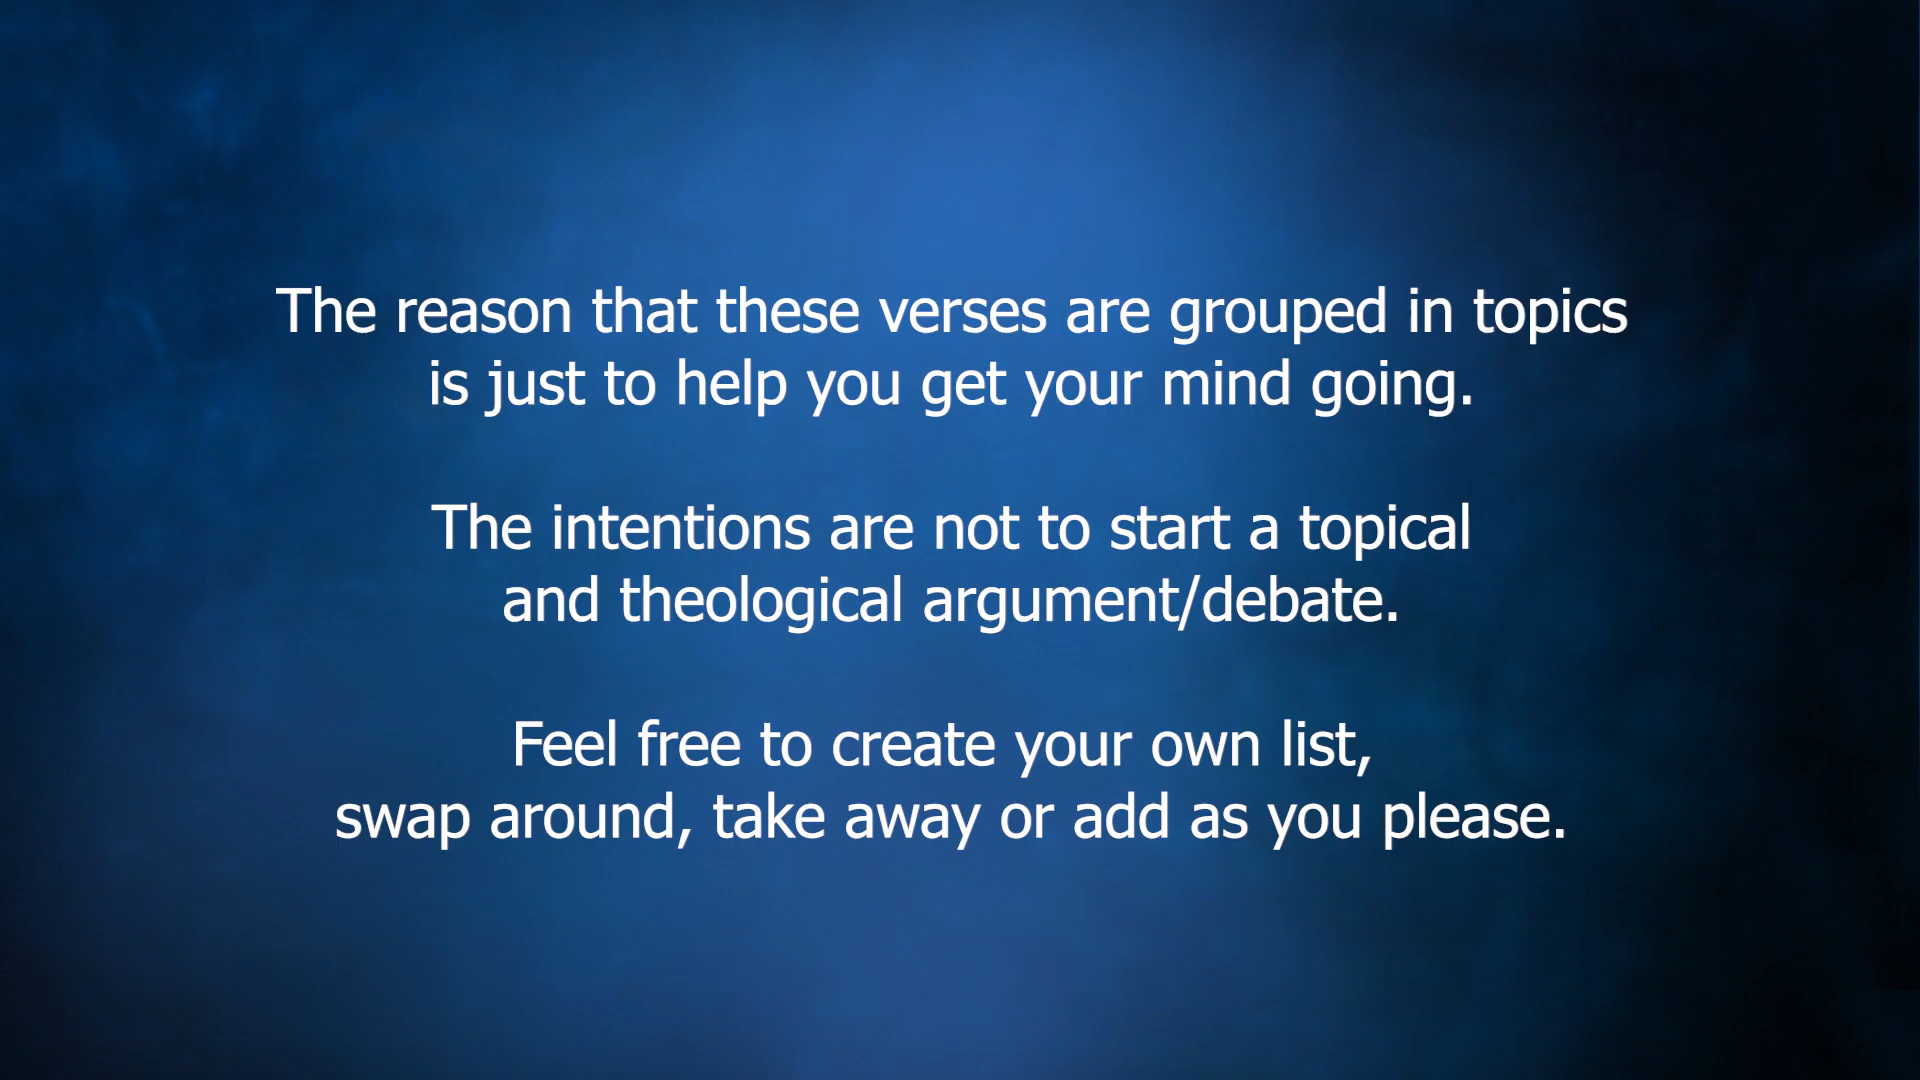 The reason that these verses are grouped in topics
is just to help you get your mind going.
The intentions are not to start a topical
and theological argument/debate.
Feel free to create your own list,
swap around, take away or add as you please.